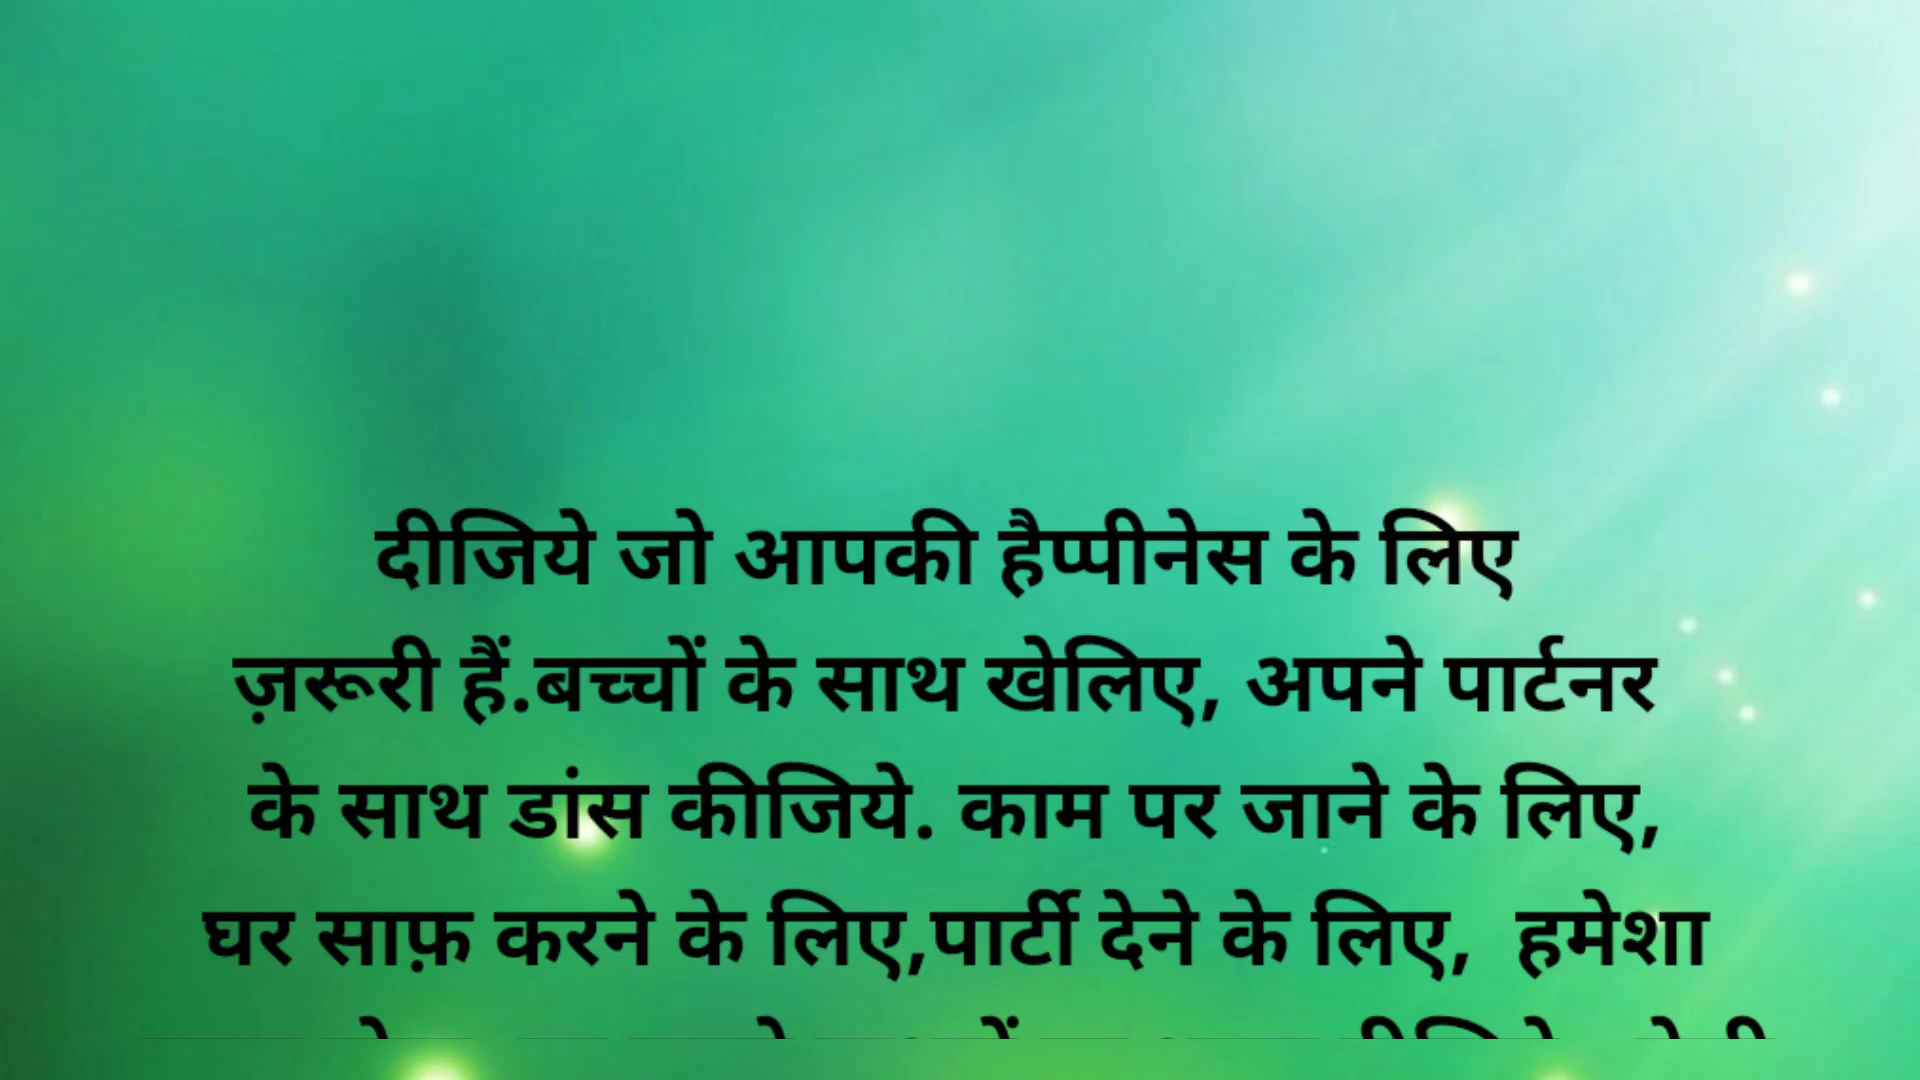 दीजिये जो आपकी हैप्पीनेस के लिए
ज़रूरी हैं.बच्चों के साथ खेलिए, अपने पार्टनर
के साथ डांस कीजिये. काम पर जाने के लिए,
घर साफ़ करने के लिए,पार्टी देने के लिए,  हमेशा